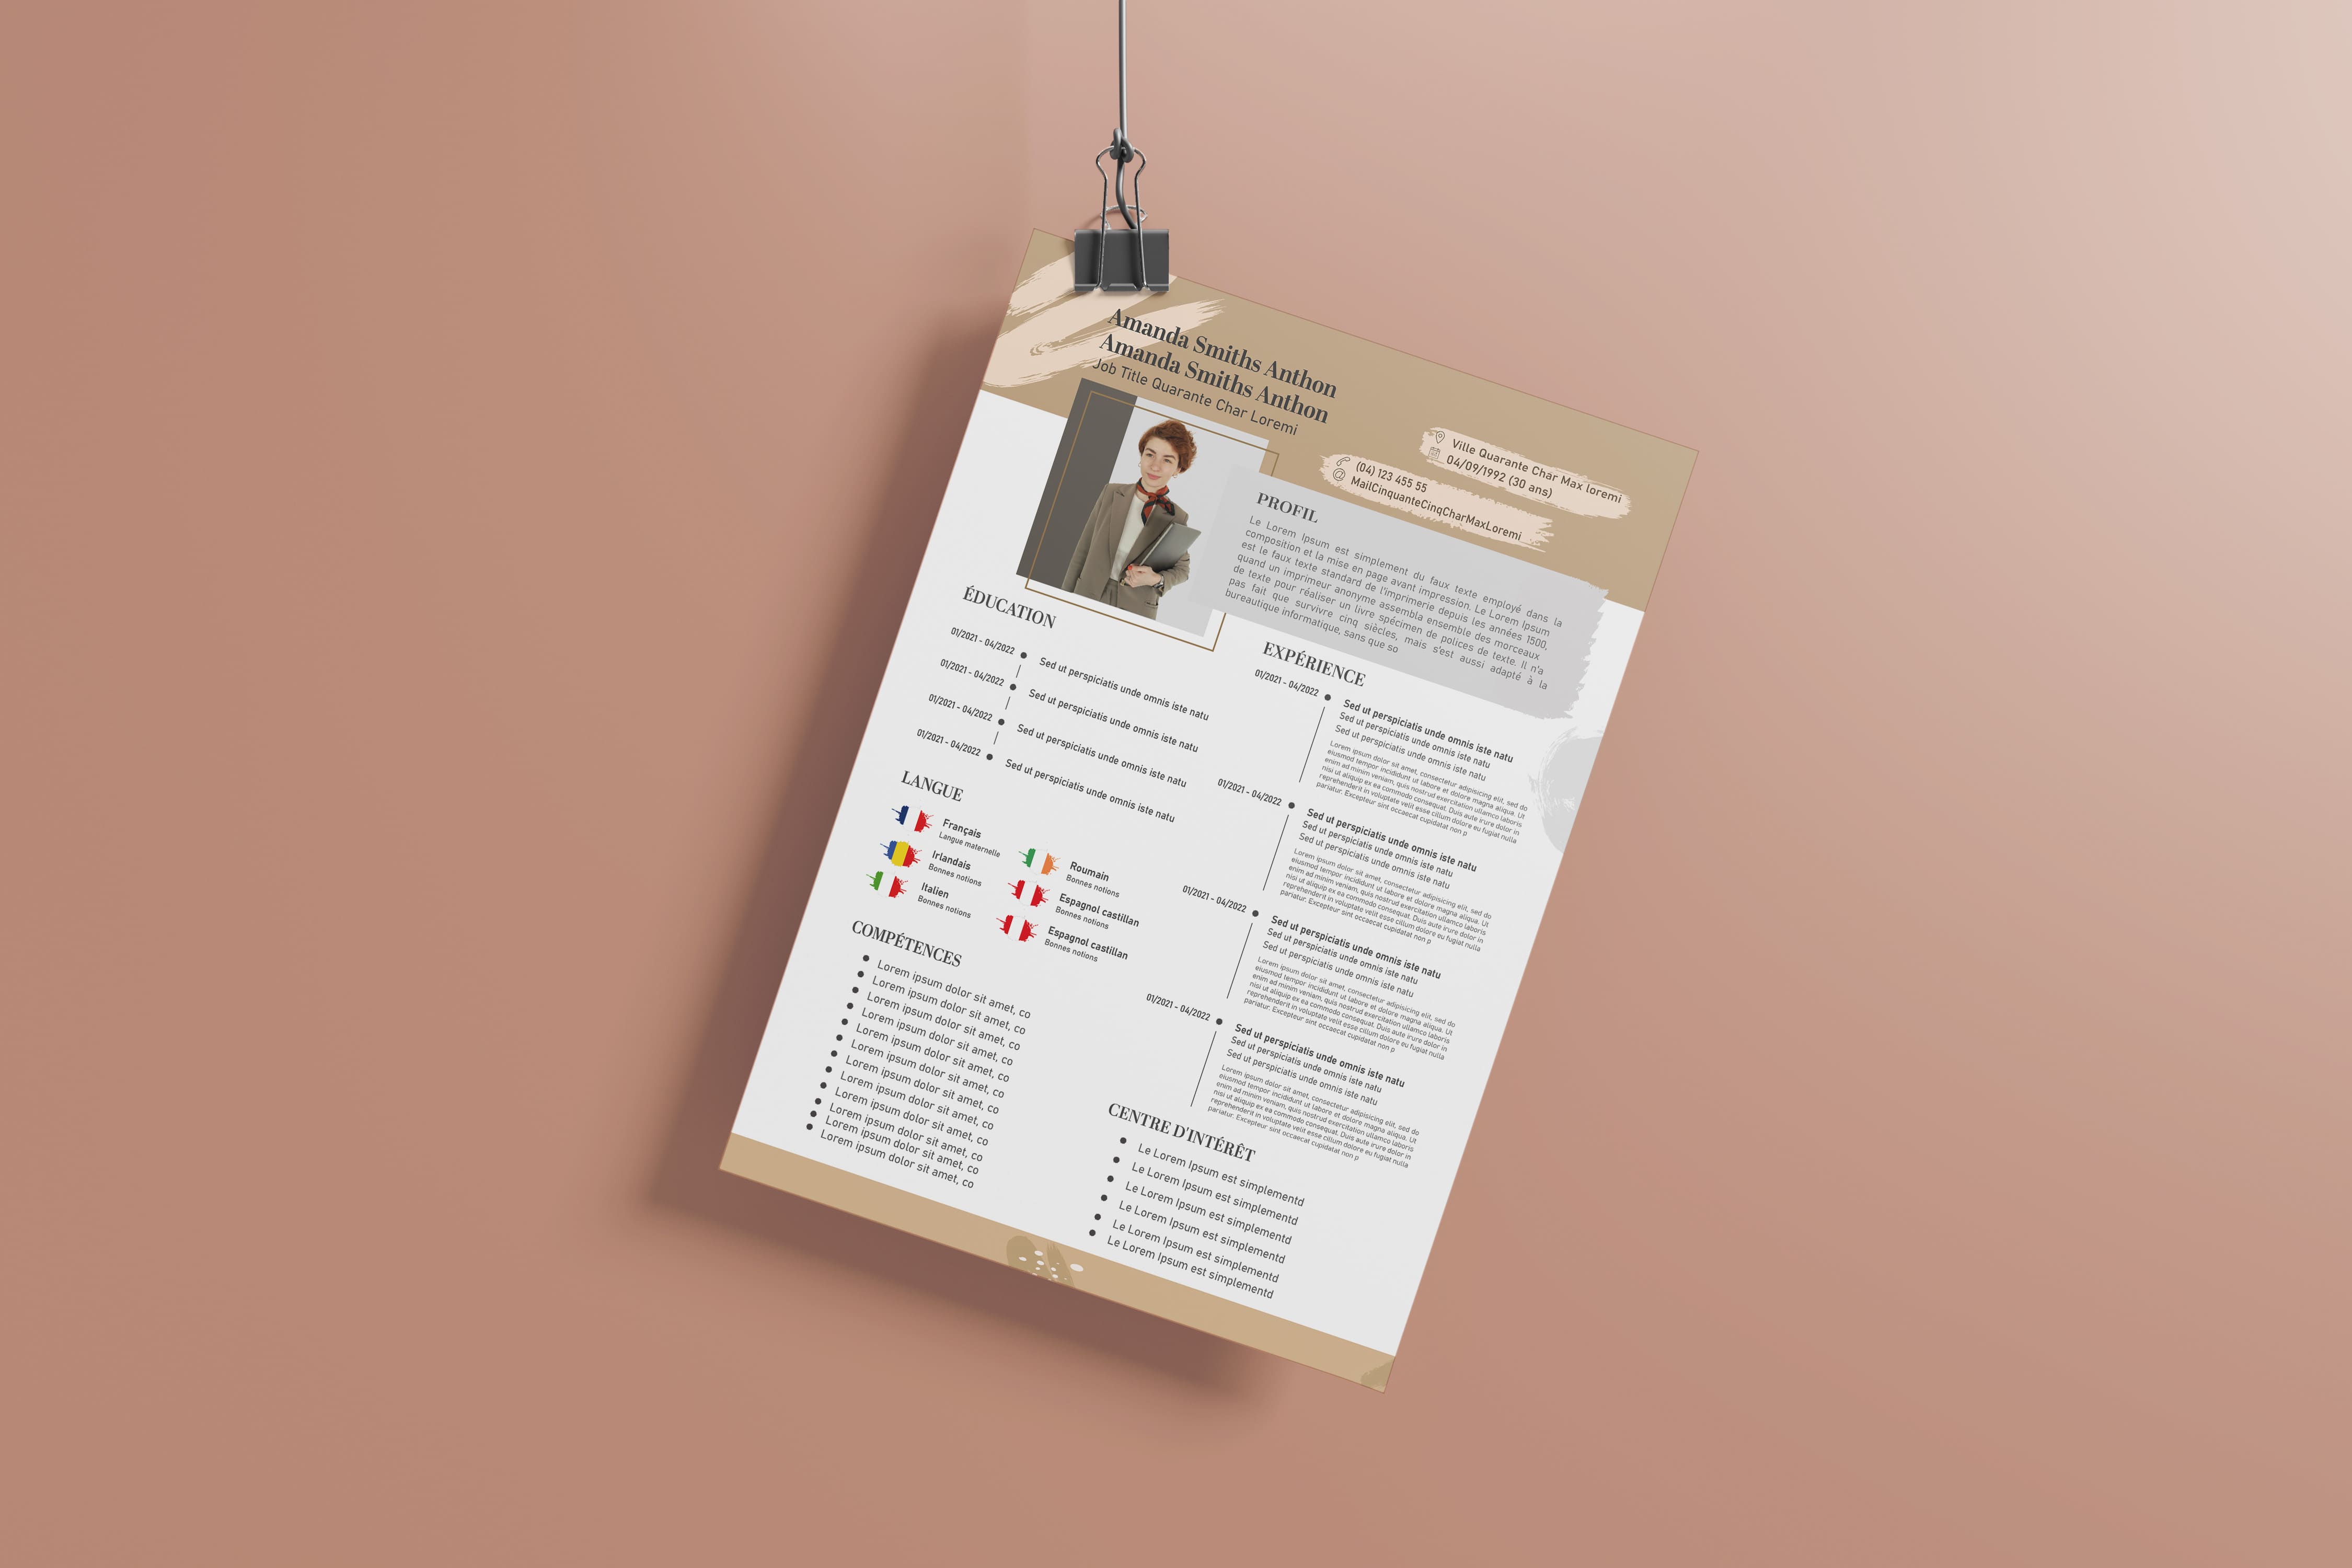 Amanda Smiths Anthon
Amanda Smiths Anthon
Job Title Quarante Char Loremi
Ville Quarante Char Max loremi
04/09/1992 (30 ans)
(04) 123 455 55
MailCinquanteCinqCharMaxLoremi
PROFIL
Le Lorem Ipsum est simplement du faux texte employé dans la
composition et la mise en page avant impression. Le Lorem Ipsum
est le faux texte standard de l'imprimerie depuis les années 1500,
quand un imprimeur anonyme assembla ensemble des morceaux
de texte pour réaliser un livre spécimen de polices de texte. Il n'a
pas fait que survivre cinq siècles, mais s'est aussi adapté à la
bureautique informatique, sans que so
ÉDUCATION
01/2021 - 04/2022
Sed ut perspiciatis unde omnis iste natu
01/2021 - 04/2022
Sed ut perspiciatis unde omnis iste natu
01/2021 - 04/2022
Sed ut perspiciatis unde omnis iste natu
01/2021 - 04/2022
Sed ut perspiciatis unde omnis iste natu
LANGUE
Français
Langue maternelle
Irlandais
Bonnes notions
Italien
Bonnes notions
Roumain
Bonnes notions
Espagnol castillan
Bonnes notions
Espagnol castillan
Bonnes notions
COMPÉTENCES
Lorem ipsum dolor sit amet, co
Lorem ipsum dolor sit amet, co
Lorem ipsum dolor sit amet, co
Lorem ipsum dolor sit amet, co
Lorem ipsum dolor sit amet, co
Lorem ipsum dolor sit amet, co
Lorem ipsum dolor sit amet, co
Lorem ipsum dolor sit amet, co
Lorem ipsum dolor sit amet, co
Lorem ipsum dolor sit amet, co
Lorem ipsum dolor sit amet, co
Lorem ipsum dolor sit amet, co
EXPÉRIENCE
01/2021 - 04/2022
Sed ut perspiciatis unde omnis iste natu
Sed ut perspiciatis unde omnis iste natu
Sed ut perspiciatis unde omnis iste natu
Lorem ipsum dolor sit amet, consectetur adipisicing elit, sed do
eiusmod tempor incididunt ut labore et dolore magna aliqua. Ut
enim ad minim veniam, quis nostrud exercitation ullamco laboris
nisi ut aliquip ex ea commodo consequat. Duis aute irure dolor in
reprehenderit in voluptate velit esse cillum dolore eu fugiat nulla
pariatur. Excepteur sint occaecat cupidatat non p
01/2021 - 04/2022
Sed ut perspiciatis unde omnis iste natu
Sed ut perspiciatis unde omnis iste natu
Sed ut perspiciatis unde omnis iste natu
Lorem ipsum dolor sit amet, consectetur adipisicing elit, sed do
eiusmod tempor incididunt ut labore et dolore magna aliqua. Ut
enim ad minim veniam, quis nostrud exercitation ullamco laboris
nisi ut aliquip ex ea commodo consequat. Duis aute irure dolor in
reprehenderit in voluptate velit esse cillum dolore eu fugiat nulla
pariatur. Excepteur sint occaecat cupidatat non p
01/2021 - 04/2022
Sed ut perspiciatis unde omnis iste natu
Sed ut perspiciatis unde omnis iste natu
Sed ut perspiciatis unde omnis iste natu
Lorem ipsum dolor sit amet, consectetur adipisicing elit, sed do
eiusmod tempor incididunt ut labore et dolore magna aliqua. Ut
enim ad minim veniam, quis nostrud exercitation ullamco laboris
nisi ut aliquip ex ea commodo consequat. Duis aute irure dolor in
reprehenderit in voluptate velit esse cillum dolore eu fugiat nulla
pariatur. Excepteur sint occaecat cupidatat non p
01/2021 - 04/2022
Sed ut perspiciatis unde omnis iste natu
Sed ut perspiciatis unde omnis iste natu
Sed ut perspiciatis unde omnis iste natu
Lorem ipsum dolor sit amet, consectetur adipisicing elit, sed do
eiusmod tempor incididunt ut labore et dolore magna aliqua. Ut
enim ad minim veniam, quis nostrud exercitation ullamco laboris
nisi ut aliquip ex ea commodo consequat. Duis aute irure dolor in
reprehenderit in voluptate velit esse cillum dolore eu fugiat nulla
pariatur. Excepteur sint occaecat cupidatat non p
CENTRE D'INTÉRÊT
Le Lorem Ipsum est simplementd
Le Lorem Ipsum est simplementd
Le Lorem Ipsum est simplementd
Le Lorem Ipsum est simplementd
Le Lorem Ipsum est simplementd
Le Lorem Ipsum est simplementd